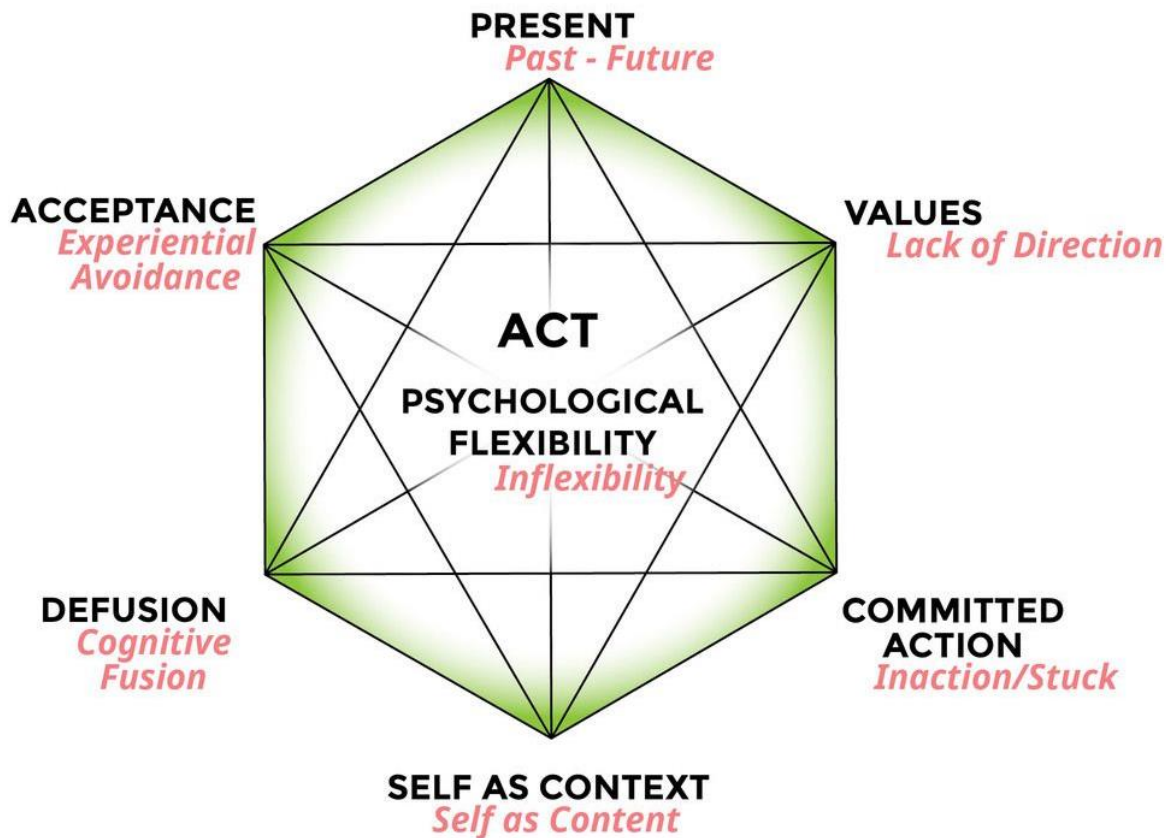 PRESENT
Past - Future
ACCEPTANCE
Experiential
Avoidance
VALUES
Lack of Direction
ACT
PSYCHOLOGICAL
FLEXIBILITY
Inflexibility
DEFUSION
Cognitive
Fusion
COMMITTED
ACTION
Inaction/Stuck
SELF AS CONTEXT
Self as Content